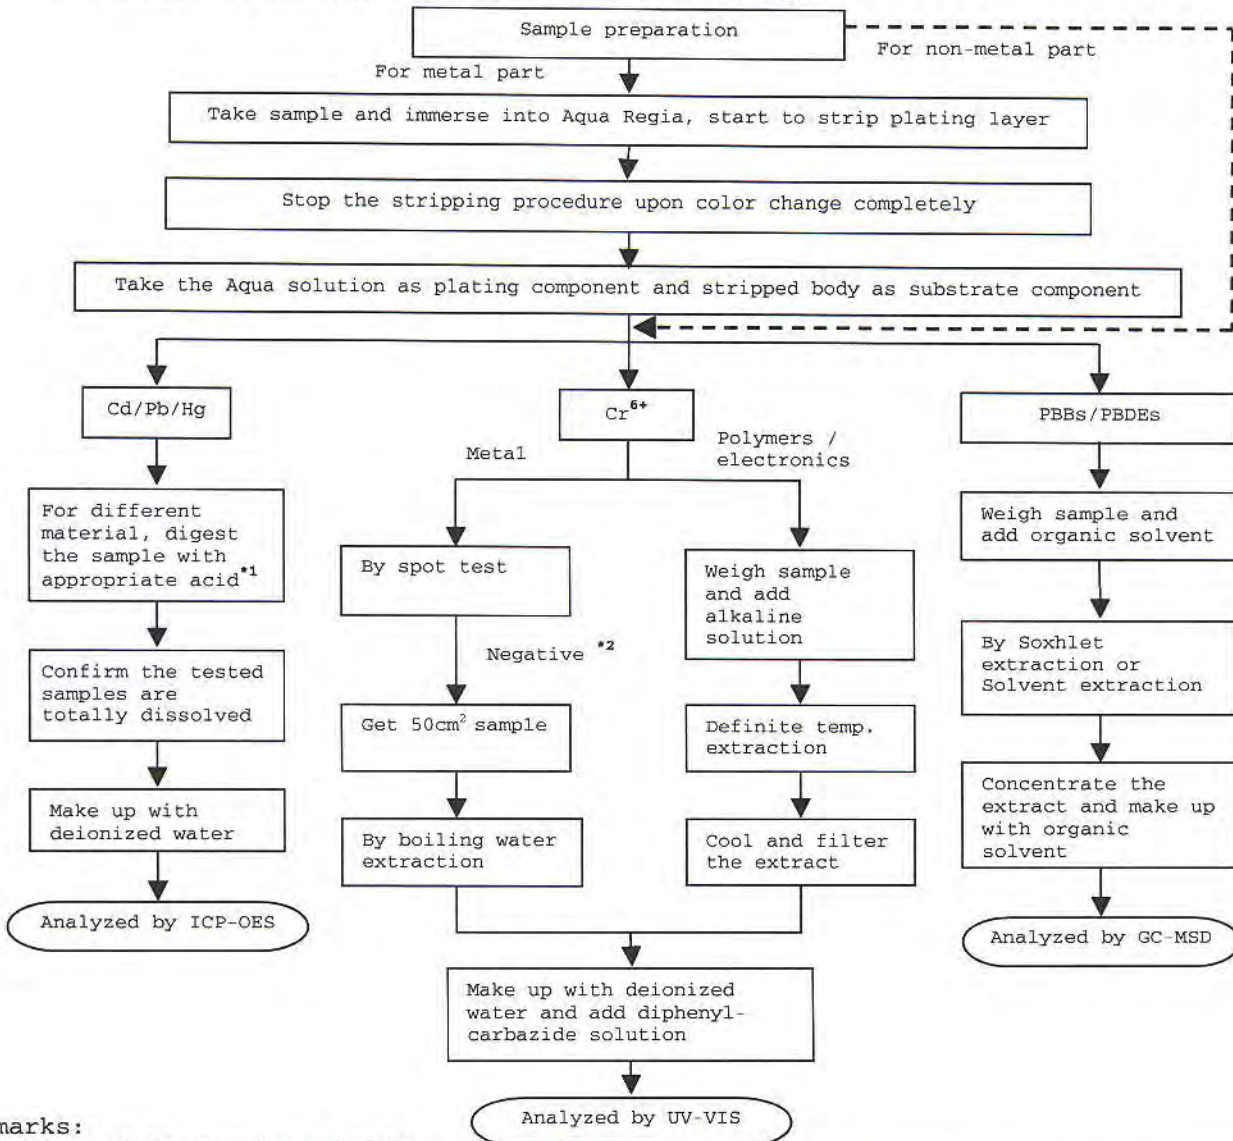 Sample preparation
For non-metal part
For metal part
Take sample and immerse into Aqua Regia, start to strip plating layer
Stop the stripping procedure upon color change completely
Take the Aqua solution as plating component and stripped body as substrate component
Cd/Pb/Hg
For different
material, digest
the sample with
appropriate acid*1
Confirm the tested
samples are
totally dissolved
Make up with
deionized water
Analyzed by ICP-OES
Cr6+
Metal
Polymers /
electronics
By spot test
Negative *2
Get 50cm2 sample
By boiling water
extraction
Weigh sample
and add
alkaline
solution
Definite temp.
extraction
Cool and filter
the extract
Make up with deionized
water and add diphenyl-
carbazide solution
Analyzed by UV-VIS
PBBs/PBDEs
Weigh sample and
add organic solvent
By Soxhlet
extraction or
Solvent extraction
Concentrate the
extract and make up
with organic
solvent
Analyzed by GC-MSD
marks: